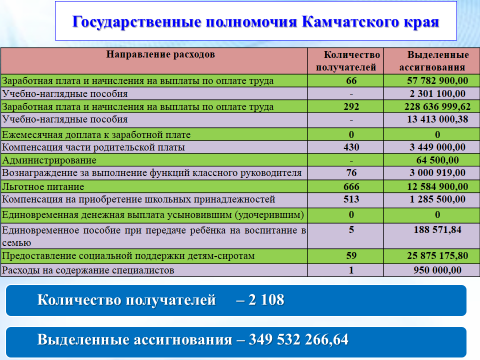 Государственные полномочия Камчатского края
Направление расходов Количество получателей Выделенные ассигнования
Заработная плата и начисления на выплаты по оплате труда 66 57 782 900,00
Учебно-наглядные пособия - 2 301 100,00
Заработная плата и начисления на выплаты по оплате труда 292 228 636 999,62
Учебно-наглядные пособия - 13 413 000,38
Ежемесячная доплата к заработной плате 0 0
Компенсация части родительской платы 430 3 449 000,00
Администрирование - 64 500,00
Вознаграждение за выполнение функций классного руководителя 76 3 000 919,00
Льготное питание 666 12 584 900,00
Компенсация на приобретение школьных принадлежностей 513 1 285 500,00
Единовременная денежная выплата усыновившим (удочерившим) 0 0
Единовременное пособие при передаче ребёнка на воспитание в семью 5 188 571,84
Предоставление социальной поддержки детям-сиротам 59 25 875 175,80
Расходы на содержание специалистов 1 950 000,00
Количество получателей – 2 108
Выделенные ассигнования – 349 532 266,64